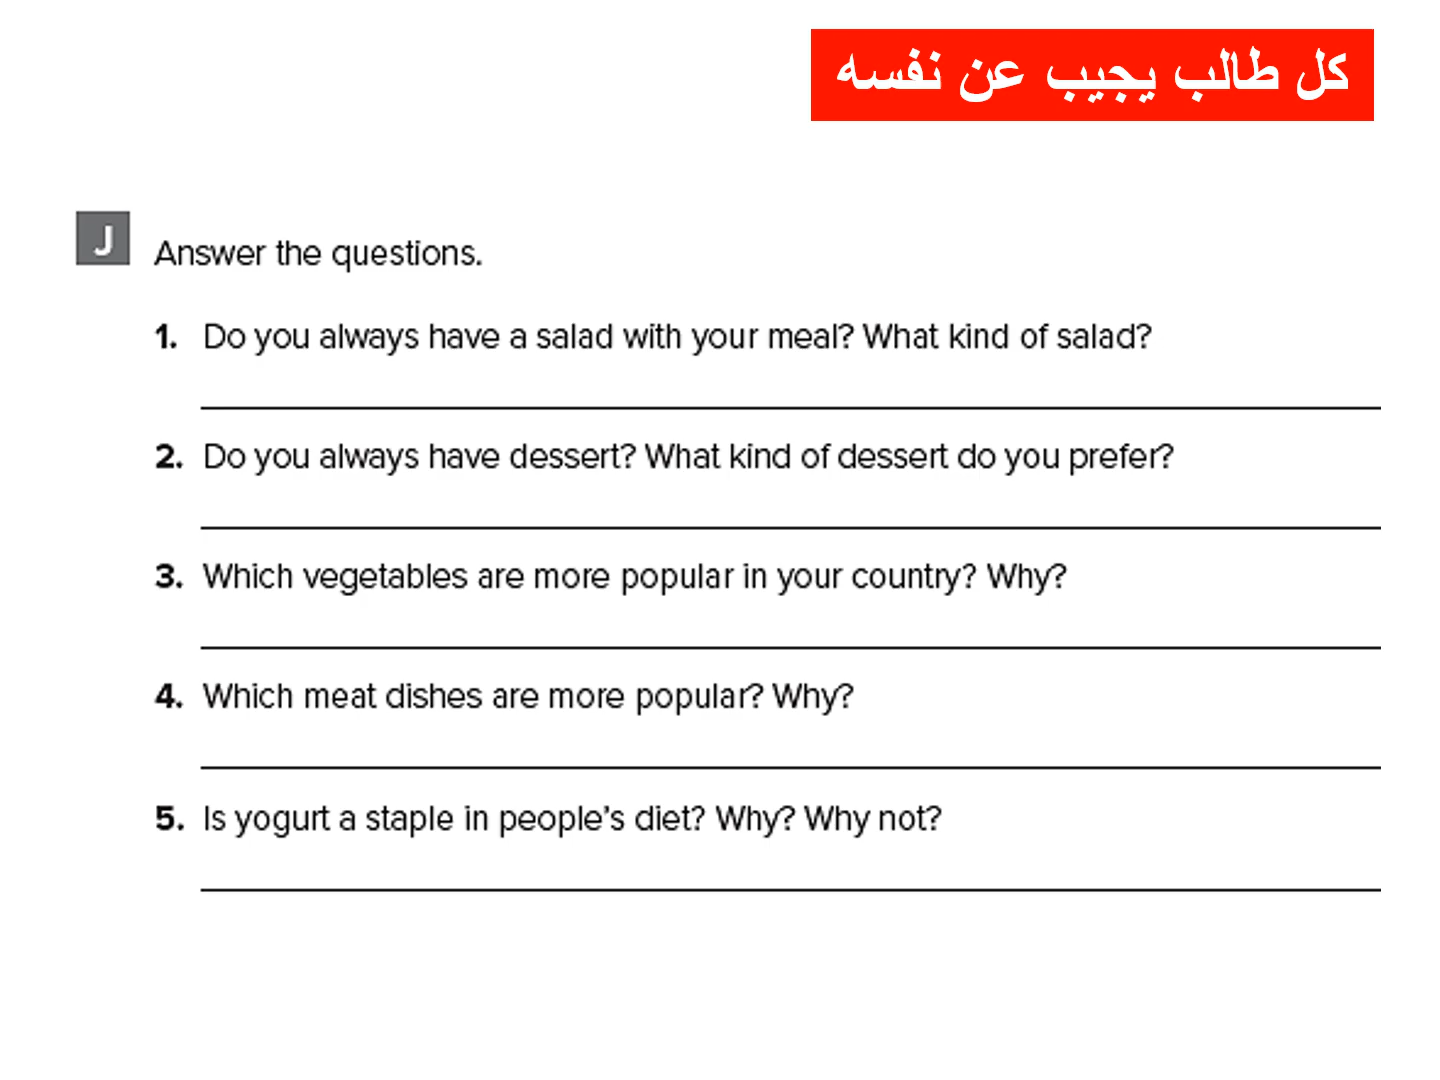 كل طالب يجيب عن نفسه
J Answer the questions.
1. Do you always have a salad with your meal? What kind of salad?
2. Do you always have dessert? What kind of dessert do you prefer?
3. Which vegetables are more popular in your country? Why?
4. Which meat dishes are more popular? Why?
5. Is yogurt a staple in people's diet? Why? Why not?